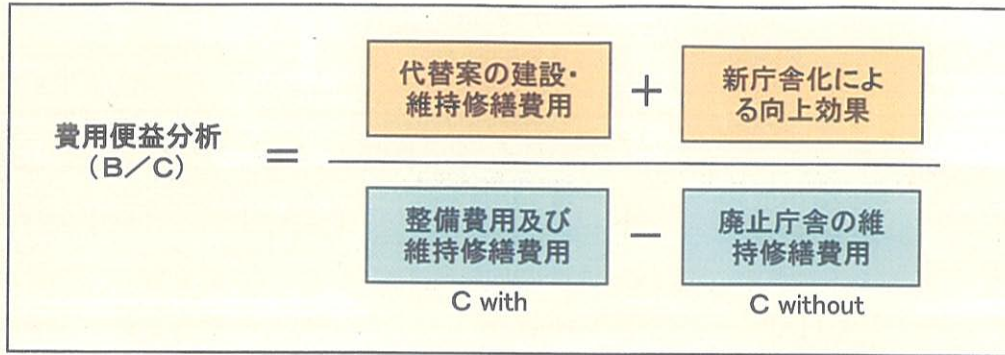 費用便益分析
(B/C)
=
代替案の建設・
維持修繕費用
+
新庁舎化によ
る向上効果
整備費用及び
維持修繕費用
C with
−
廃止庁舎の維
持修繕費用
C without